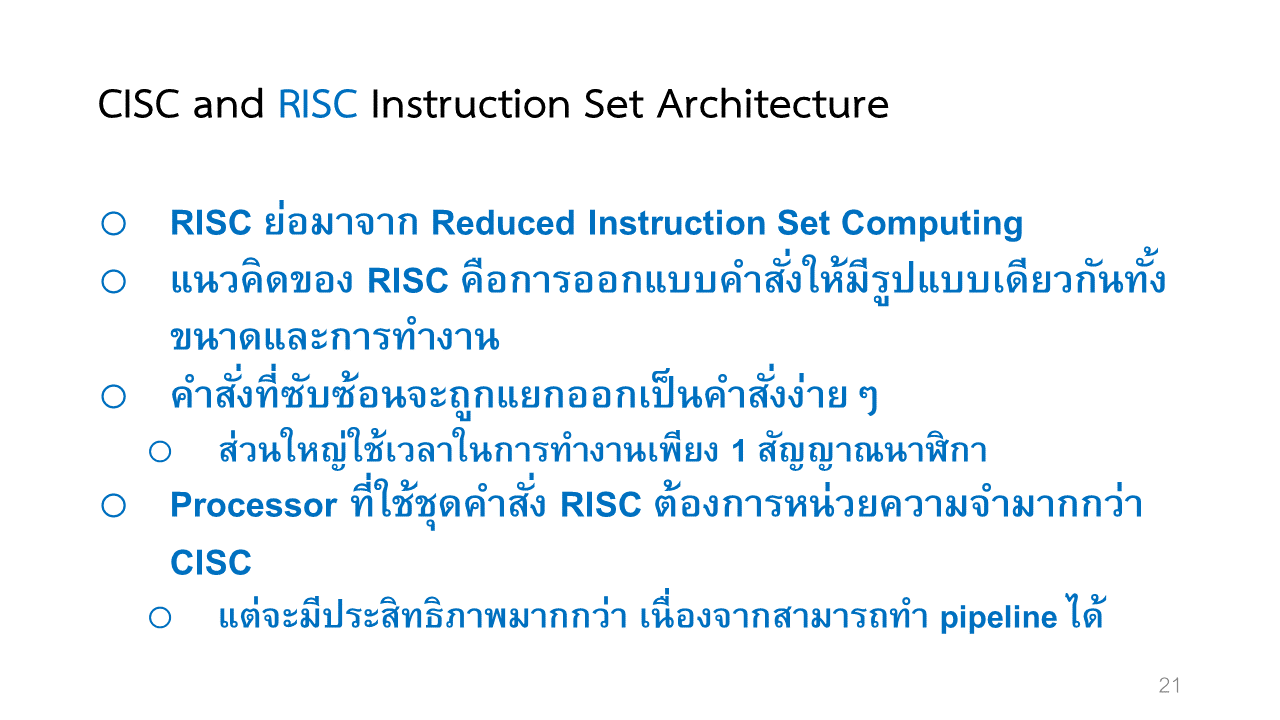 CISC and RISC Instruction Set Architecture
o RISC ย่อมาจาก Reduced Instruction Set Computing
o แนวคิดของ RISC คือการออกแบบคำสั่งให้มีรูปแบบเดียวกันทั้ง
ขนาดและการทำงาน
o คำสั่งที่ซับซ้อนจะถูกแยกออกเป็นคำสั่งง่าย ๆ
o ส่วนใหญ่ใช้เวลาในการทำงานเพียง 1 สัญญาณนาฬิกา
o Processor ที่ใช้ชุดคำสั่ง RISC ต้องการหน่วยความจำมากกว่า
CISC
o แต่จะมีประสิทธิภาพมากกว่า เนื่องจากสามารถทำ pipeline ได้
21